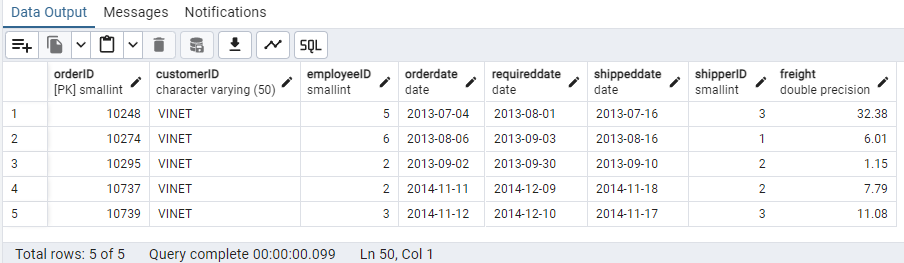 Data Output Messages Notifications
SQL
orderID customerID employeeID orderdate requireddate shippeddate shipperID freight
[PK] smallint character varying (50) smallint date date date smallint double precision
1 10248 VINET 5 2013-07-04 2013-08-01 2013-07-16 3 32.38
2 10274 VINET 6 2013-08-06 2013-09-03 2013-08-16 1 6.01
3 10295 VINET 2 2013-09-02 2013-09-30 2013-09-10 2 1.15
4 10737 VINET 2 2014-11-11 2014-12-09 2014-11-18 2 7.79
5 10739 VINET 3 2014-11-12 2014-12-10 2014-11-17 3 11.08
Total rows: 5 of 5 Query complete 00:00:00.099 Ln 50, Col 1